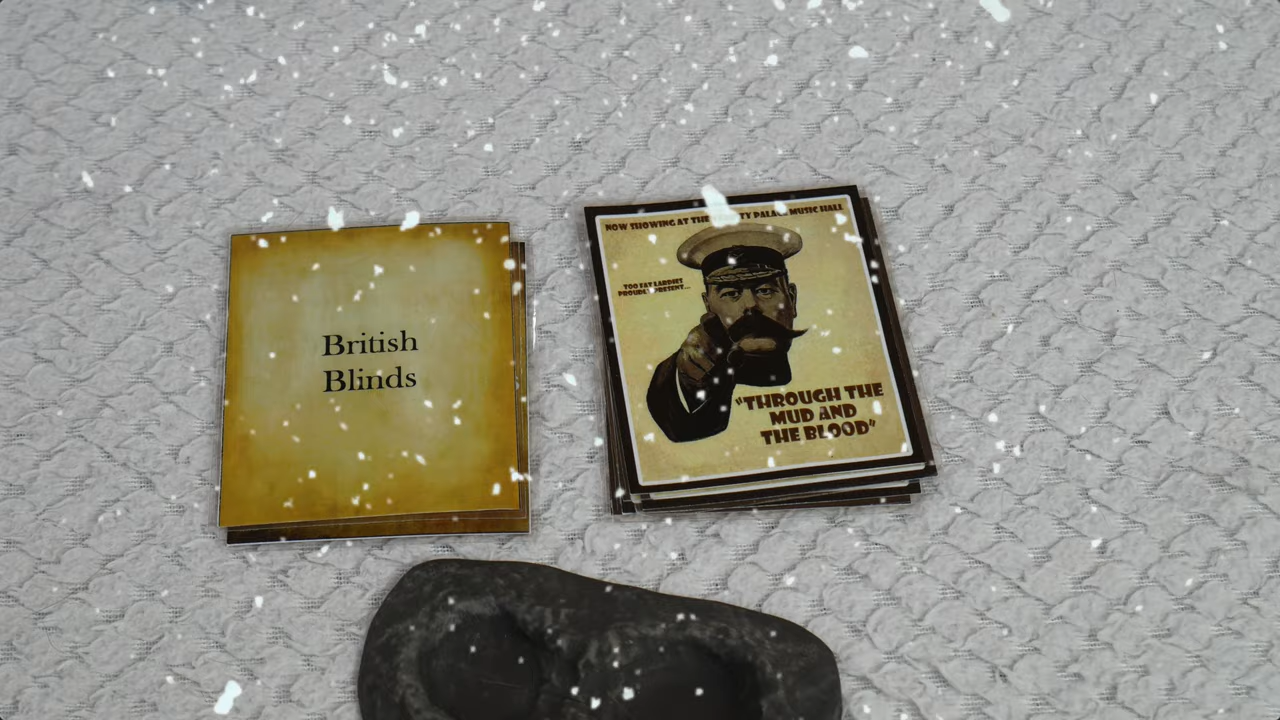 British
Blinds
NOW SHOWING AT THE PALACE MUSIC HALL
TOO FAT LARDIES
PROUDLY PRESENT...
"THROUGH THE
MUD AND
THE BLOOD"